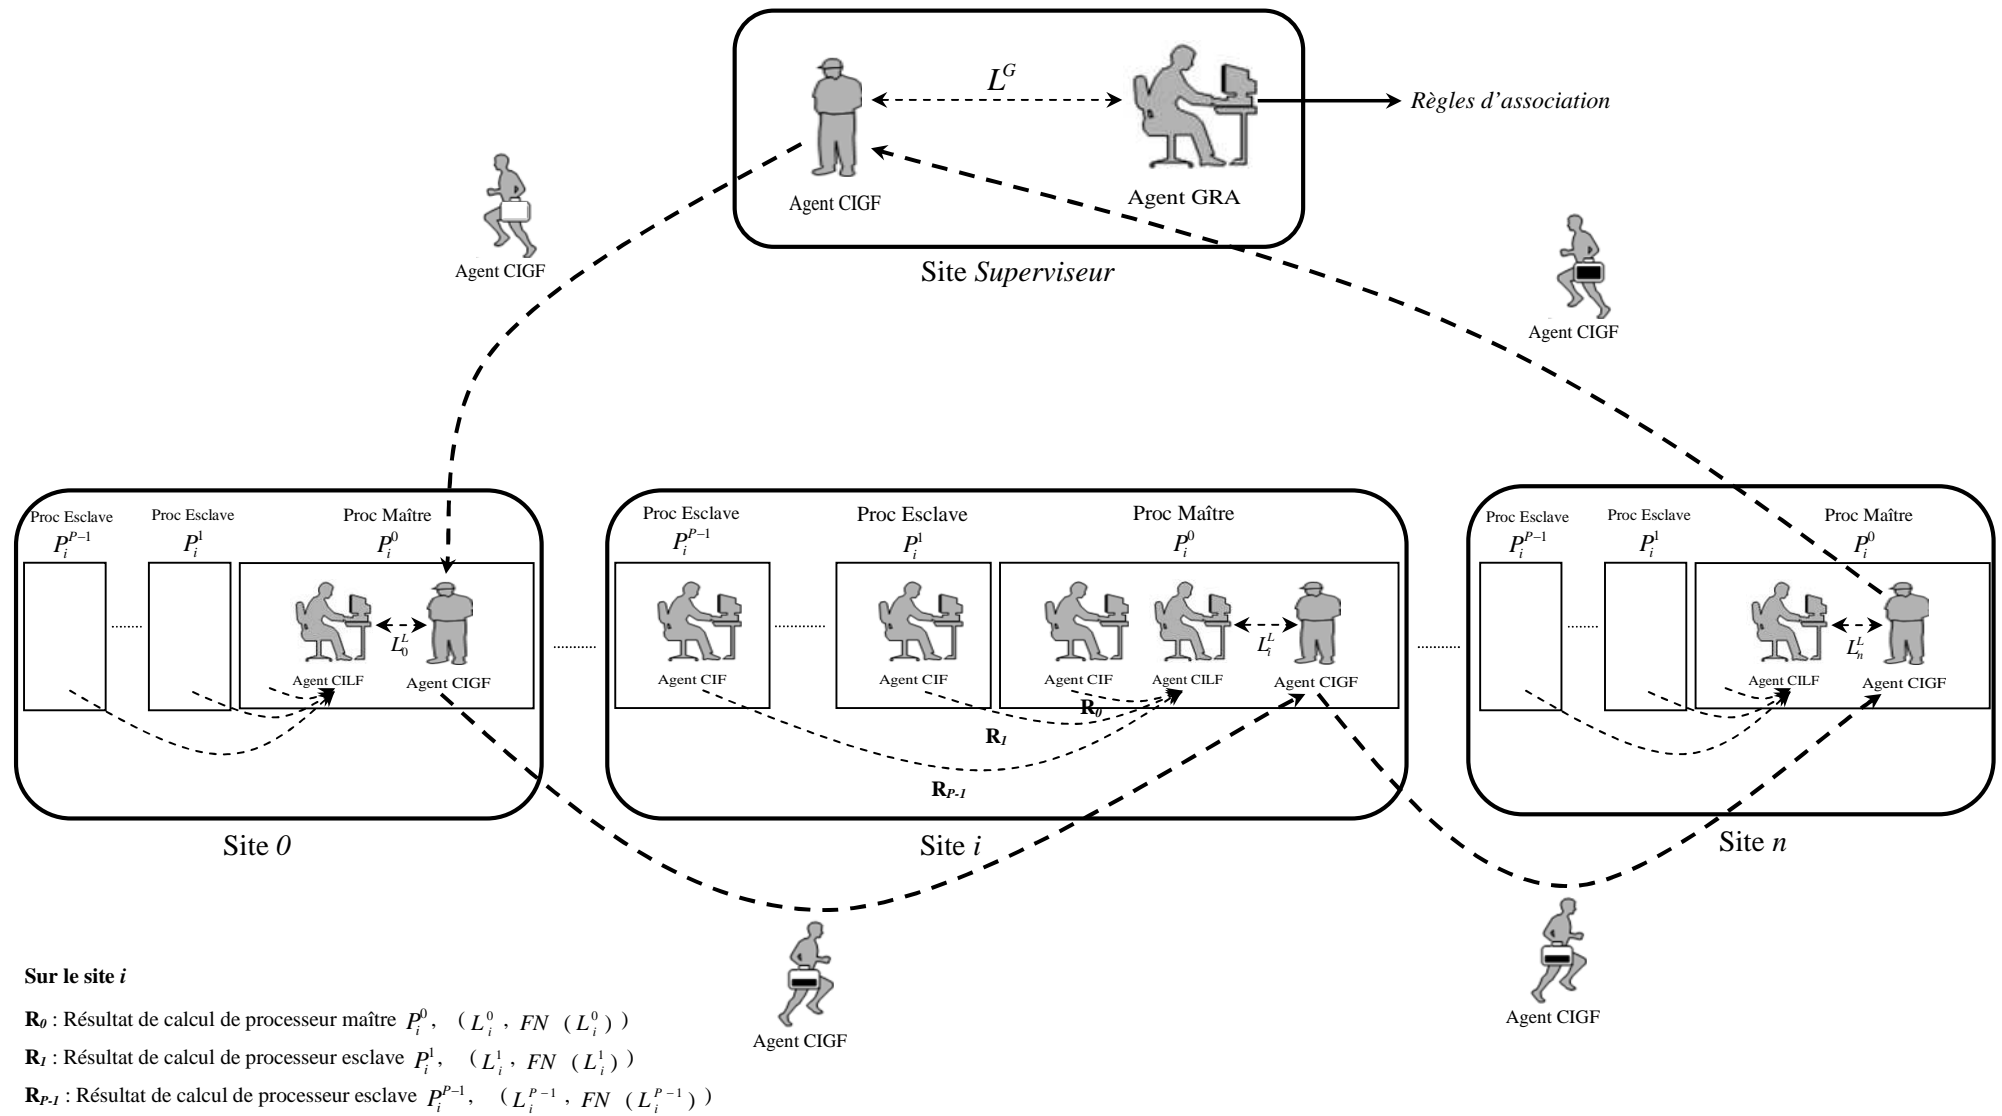 L^G
Règles d'association
Agent CIGF
Agent GRA
Site Superviseur
Agent CIGF
Agent CIGF
Proc Esclave
P_i^{P-1}
Proc Esclave
P_i^1
Proc Maître
P_i^0
........
L_0^L
Agent CILF
Agent CIGF
Site 0
............
Proc Esclave
P_i^{P-1}
Proc Esclave
P_i^1
Proc Maître
P_i^0
..............
L_i^L
Agent CIF
Agent CIF
Agent CIF
Agent CILF
Agent CIGF
R_0
R_1
R_{P-1}
Site i
............
Proc Esclave
P_i^{P-1}
Proc Esclave
P_i^1
Proc Maître
P_i^0
........
L_n^L
Agent CILF
Agent CIGF
Site n
Agent CIGF
Agent CIGF
Sur le site i
R_0 : Résultat de calcul de processeur maître P_i^0, ( L_i^0 , FN ( L_i^0 ) )
R_1 : Résultat de calcul de processeur esclave P_i^1, ( L_i^1 , FN ( L_i^1 ) )
R_{P-1} : Résultat de calcul de processeur esclave P_i^{P-1}, ( L_i^{P-1} , FN ( L_i^{P-1} ) )